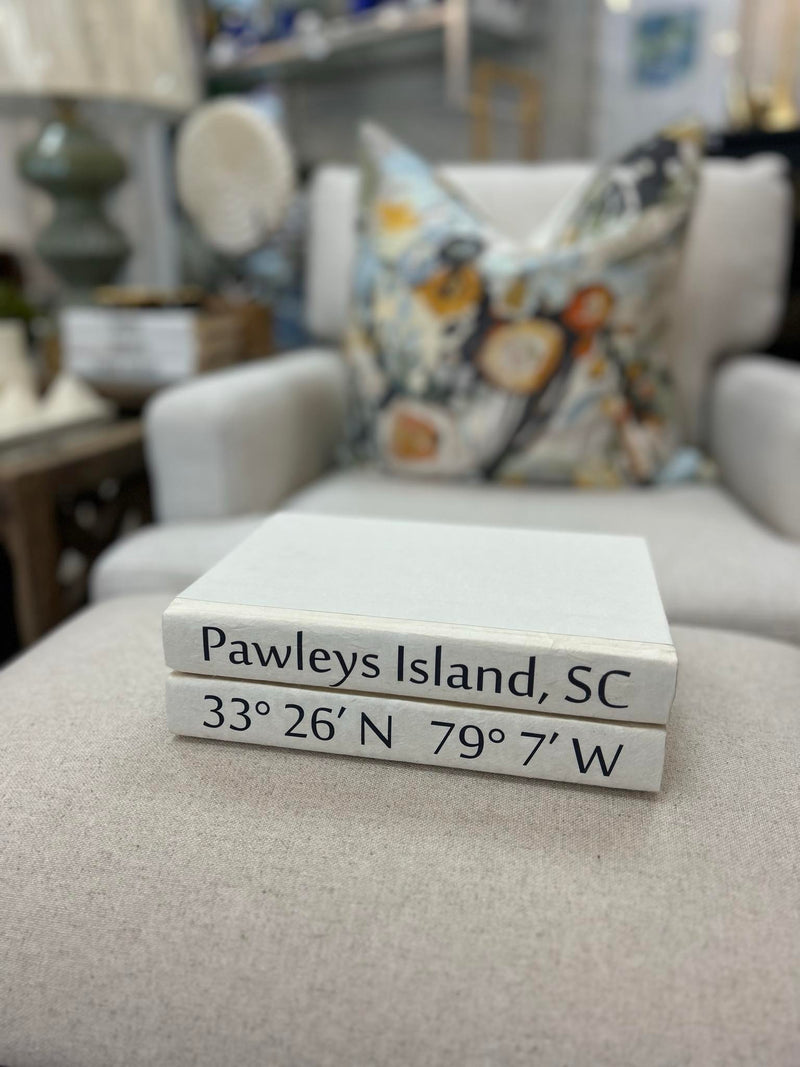 Pawleys Island, SC
33° 26′ N 79° 7′ W